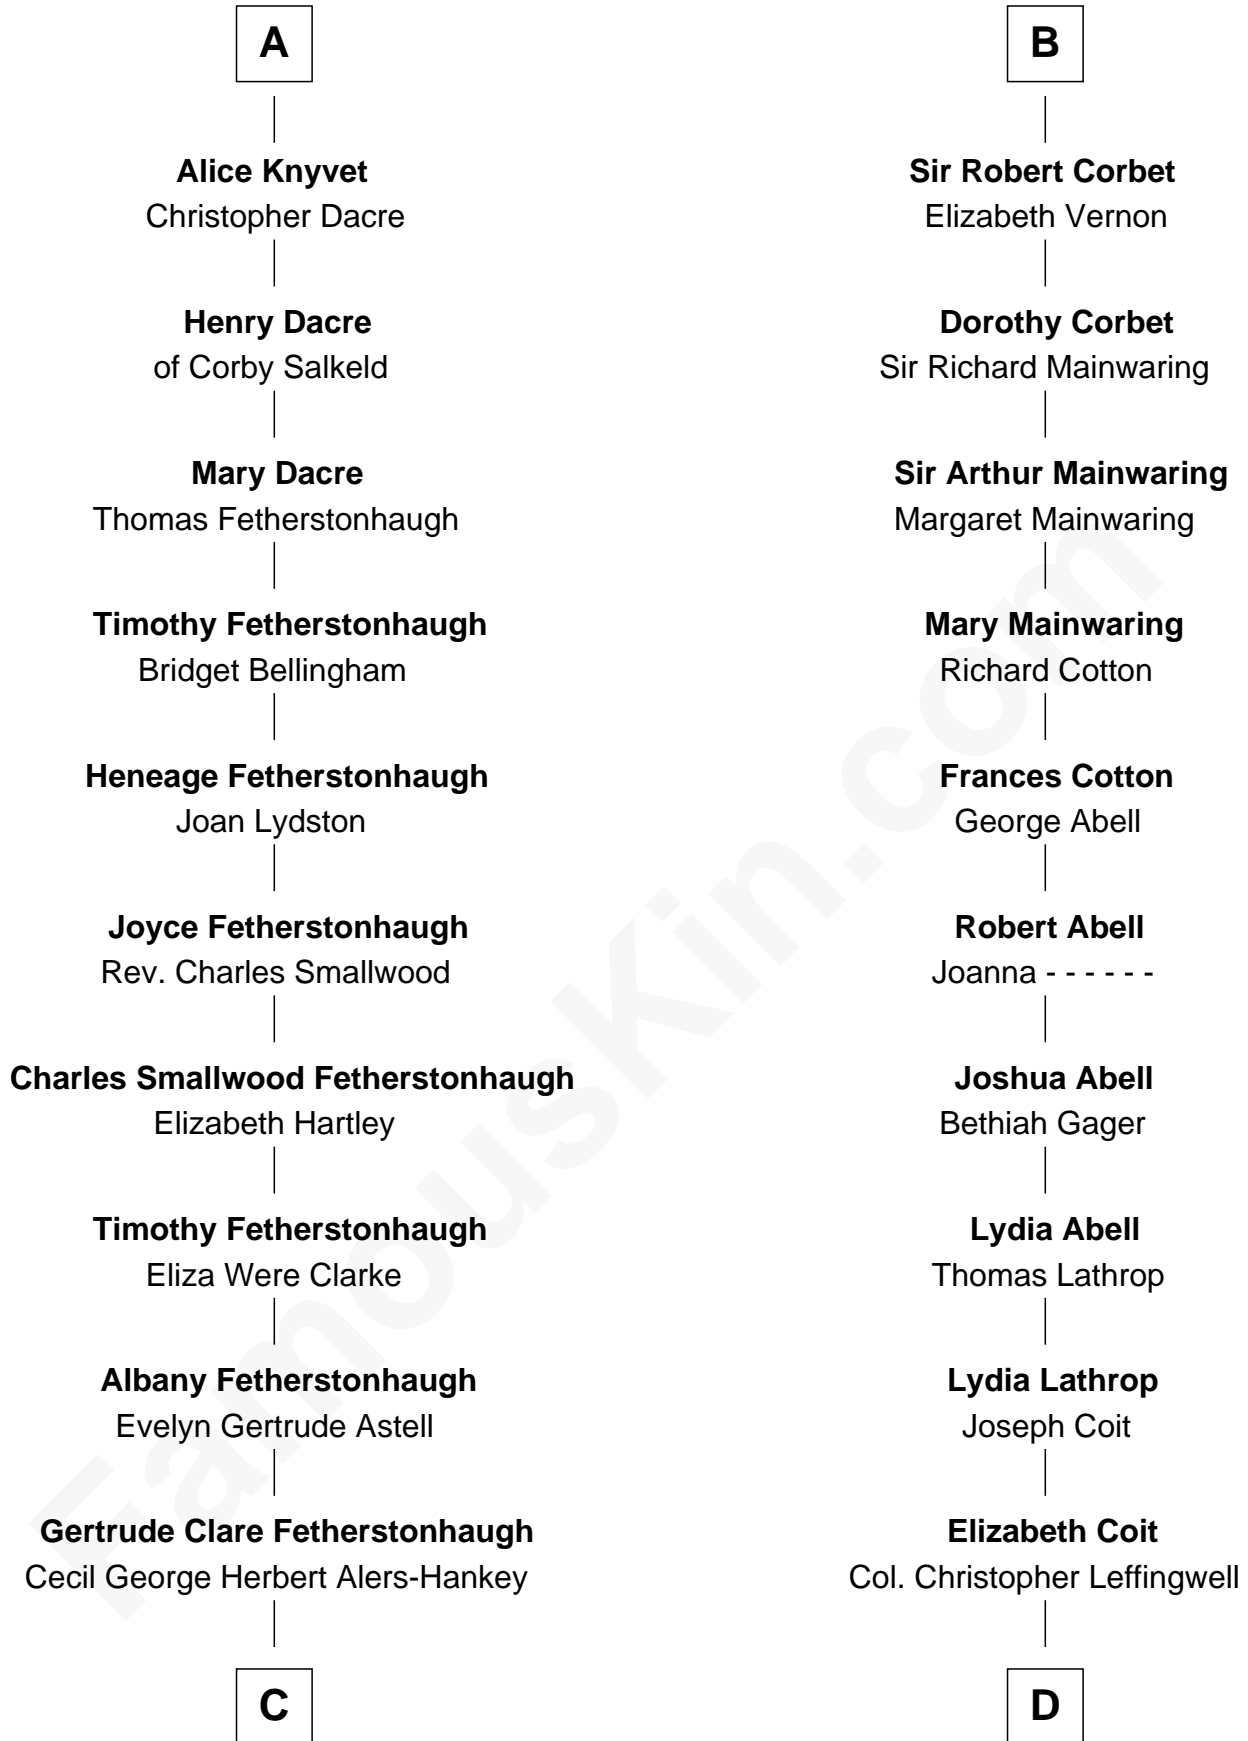 A
Alice Knyvet
Christopher Dacre
Henry Dacre
of Corby Salkeld
Mary Dacre
Thomas Fetherstonhaugh
Timothy Fetherstonhaugh
Bridget Bellingham
Heneage Fetherstonhaugh
Joan Lydston
Joyce Fetherstonhaugh
Rev. Charles Smallwood
Charles Smallwood Fetherstonhaugh
Elizabeth Hartley
Timothy Fetherstonhaugh
Eliza Were Clarke
Albany Fetherstonhaugh
Evelyn Gertrude Astell
Gertrude Clare Fetherstonhaugh
Cecil George Herbert Alers-Hankey
C
B
Sir Robert Corbet
Elizabeth Vernon
Dorothy Corbet
Sir Richard Mainwaring
Sir Arthur Mainwaring
Margaret Mainwaring
Mary Mainwaring
Richard Cotton
Frances Cotton
George Abell
Robert Abell
Joanna - - - - - -
Joshua Abell
Bethiah Gager
Lydia Abell
Thomas Lathrop
Lydia Lathrop
Joseph Coit
Elizabeth Coit
Col. Christopher Leffingwell
D
FamousKin.com